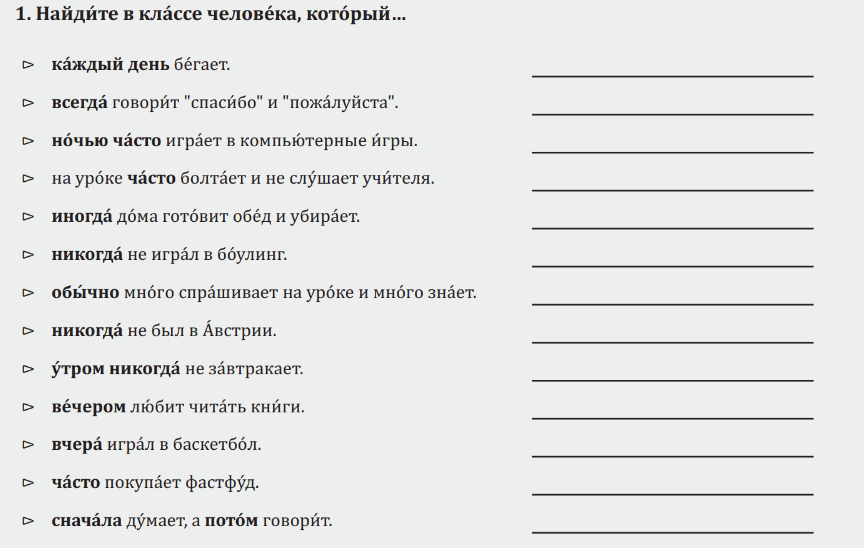 1. Найди́те в кла́ссе челове́ка, кото́рый…
▻ ка́ждый день бе́гает.
▻ всегда́ говори́т "спаси́бо" и "пожа́луйста".
▻ но́чью ча́сто игра́ет в компью́терные и́гры.
▻ на уро́ке ча́сто болта́ет и не слу́шает учи́теля.
▻ иногда́ до́ма гото́вит обе́д и убира́ет.
▻ никогда́ не игра́л в бо́улинг.
▻ обы́чно мно́го спра́шивает на уро́ке и мно́го зна́ет.
▻ никогда́ не был в А́встрии.
▻ у́тром никогда́ не за́втракает.
▻ ве́чером лю́бит чита́ть кни́ги.
▻ вчера́ игра́л в баскетбо́л.
▻ ча́сто покупа́ет фастфу́д.
▻ снача́ла ду́мает, а пото́м говори́т.